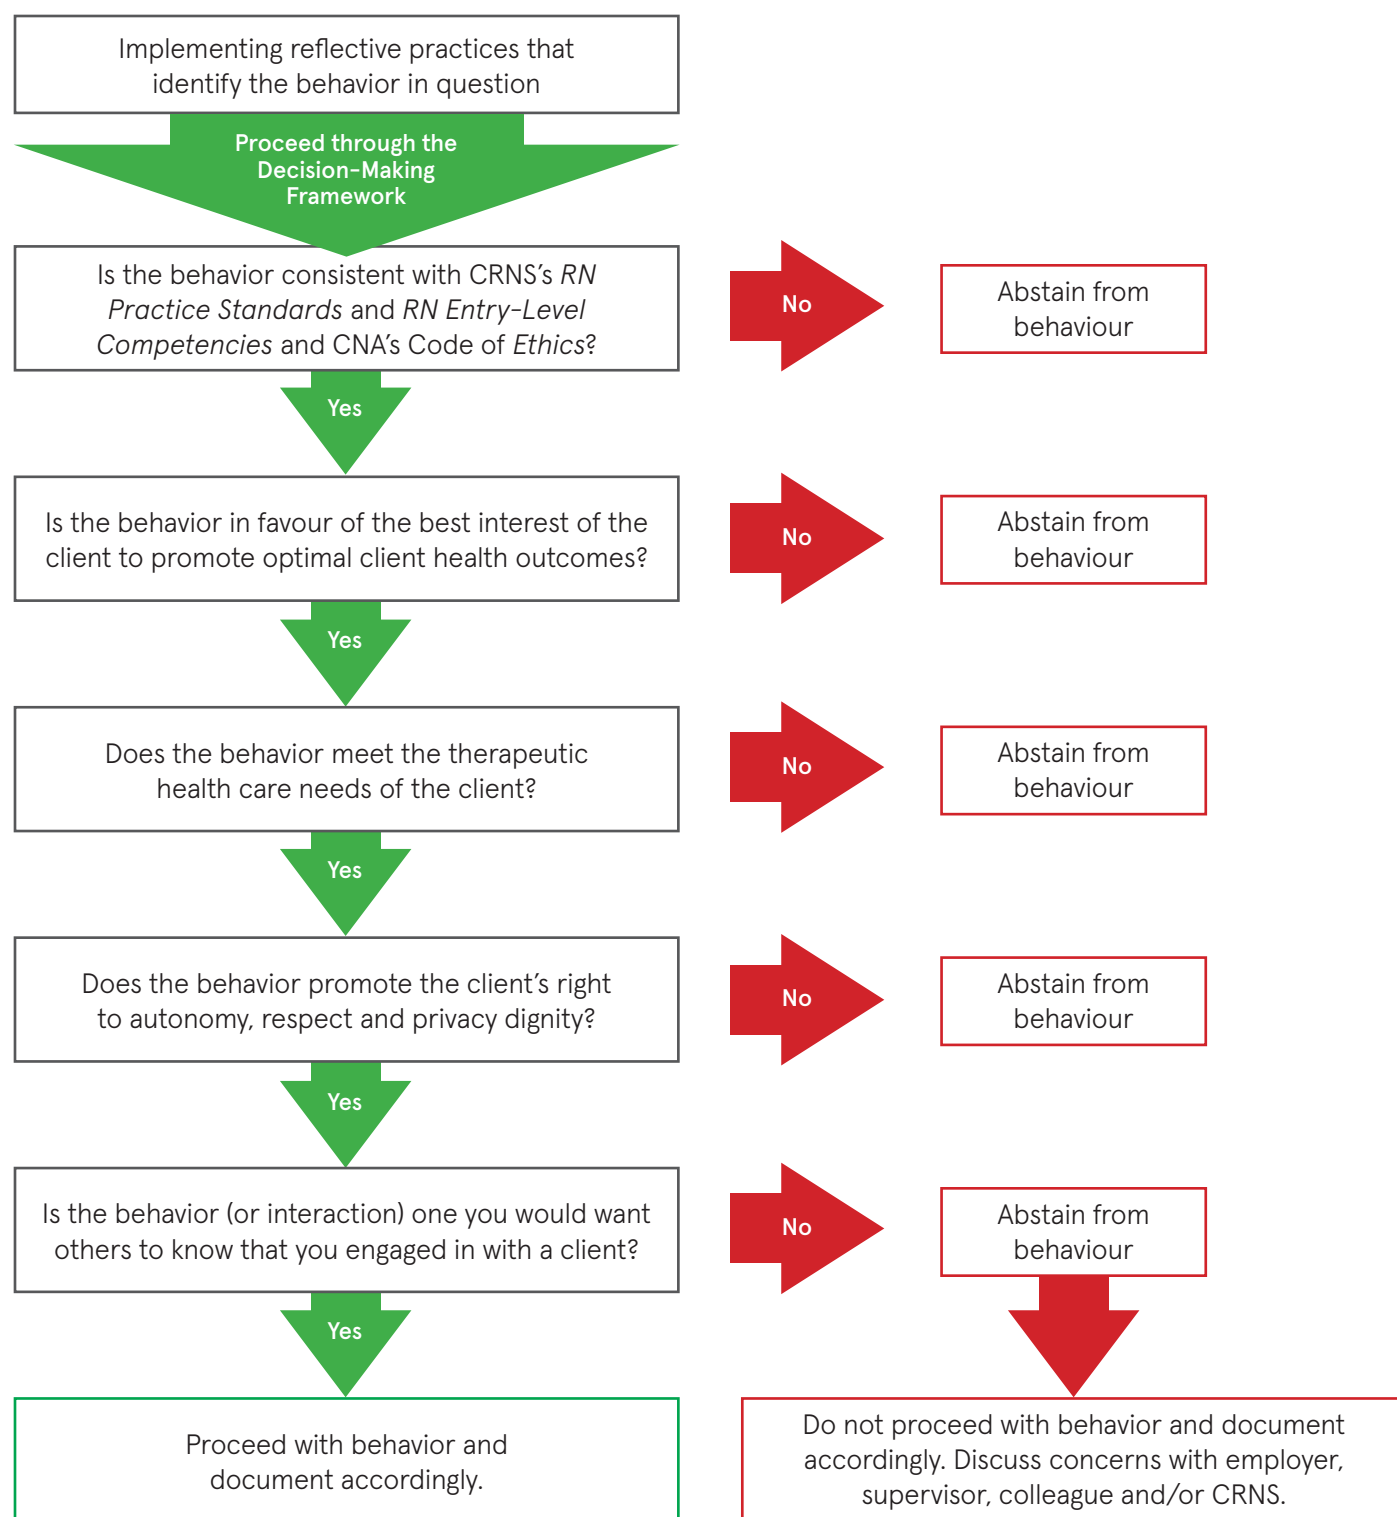 Implementing reflective practices that
identify the behavior in question
Proceed through the
Decision-Making
Framework
Is the behavior consistent with CRNS's RN
Practice Standards and RN Entry-Level
Competencies and CNA's Code of Ethics?
No
Abstain from
behaviour
Yes
Is the behavior in favour of the best interest of the
client to promote optimal client health outcomes?
No
Abstain from
behaviour
Yes
Does the behavior meet the therapeutic
health care needs of the client?
No
Abstain from
behaviour
Yes
Does the behavior promote the client's right
to autonomy, respect and privacy dignity?
No
Abstain from
behaviour
Yes
Is the behavior (or interaction) one you would want
others to know that you engaged in with a client?
No
Abstain from
behaviour
Yes
Proceed with behavior and
document accordingly.
Do not proceed with behavior and document
accordingly. Discuss concerns with employer,
supervisor, colleague and/or CRNS.